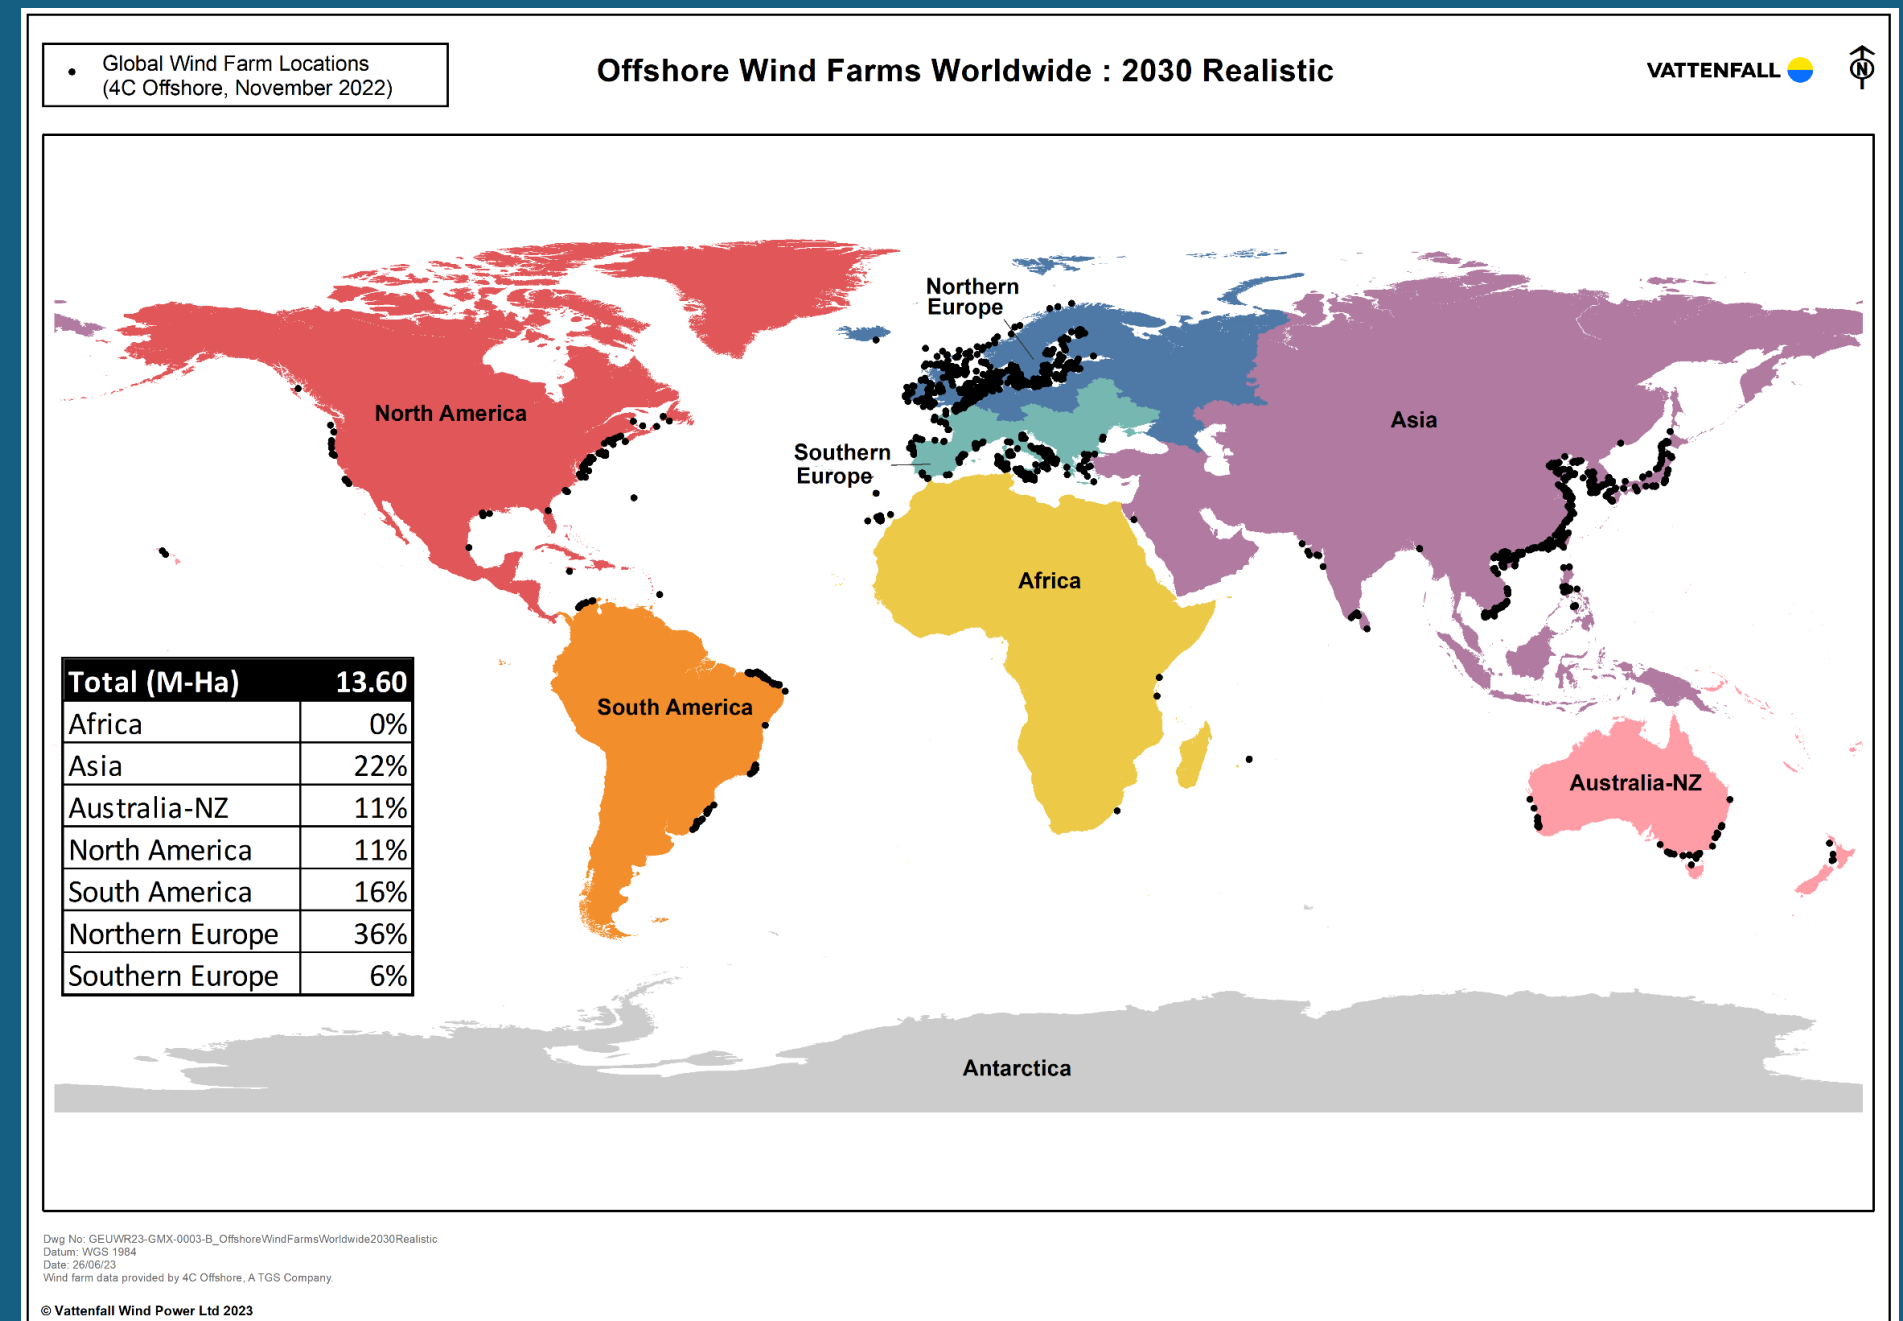 Global Wind Farm Locations
(4C Offshore, November 2022)
Offshore Wind Farms Worldwide : 2030 Realistic
VATTENFALL
N
Northern
Europe
North America
Asia
Southern
Europe
Africa
South America
Australia-NZ
Total (M-Ha) 13.60
Africa 0%
Asia 22%
Australia-NZ 11%
North America 11%
South America 16%
Northern Europe 36%
Southern Europe 6%
Antarctica
Dwg No: GEUWR23-GMX-0003-B_OffshoreWindFarmsWorldwide2030Realistic
Datum: WGS 1984
Date: 26/06/23
Wind farm data provided by 4C Offshore, A TGS Company.
© Vattenfall Wind Power Ltd 2023